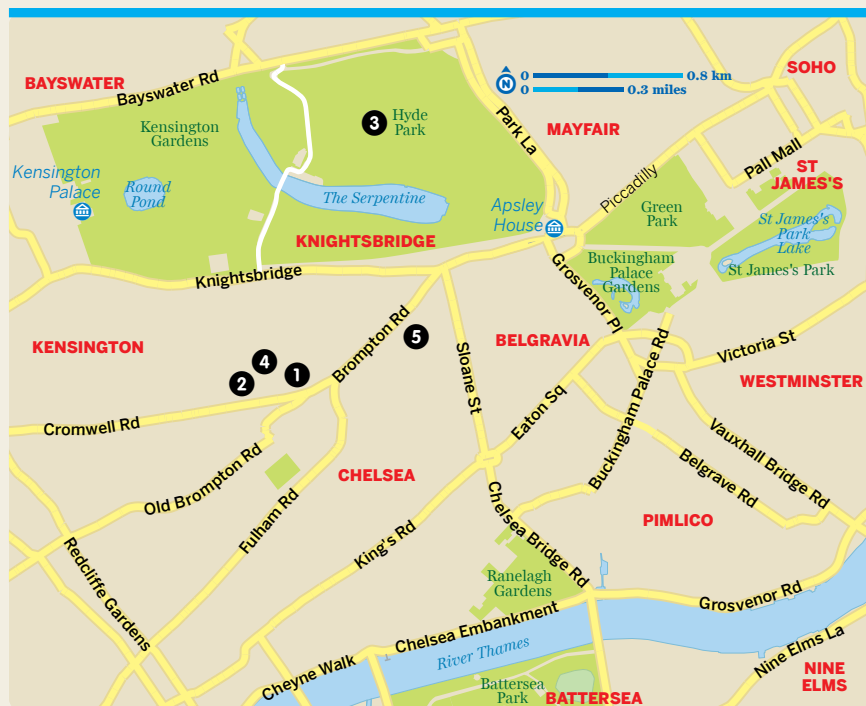 BAYSWATER
Bayswater Rd
SOHO
N
0 0.8 km
0 0.3 miles
MAYFAIR
Park La
Kensington
Gardens
3
Hyde
Park
Pall Mall
ST
JAMES'S
Kensington
Palace
Round
Pond
The Serpentine
Apsley
House
Piccadilly
Green
Park
St James's
Park
Lake
St James's Park
KNIGHTSBRIDGE
Knightsbridge
Buckingham
Palace
Gardens
Grosvenor Pl
KENSINGTON
Brompton Rd
5
Sloane St
BELGRAVIA
Buckingham Palace Rd
Victoria St
WESTMINSTER
4
2
1
Cromwell Rd
Eaton Sq
Old Brompton Rd
CHELSEA
Vauxhall Bridge Rd
Belgrave Rd
Fulham Rd
King's Rd
Chelsea Bridge Rd
PIMLICO
Redcliffe Gardens
Ranelagh
Gardens
Grosvenor Rd
Chelsea Embankment
River Thames
Cheyne Walk
Nine Elms La
Battersea
Park
BATTERSEA
NINE
ELMS